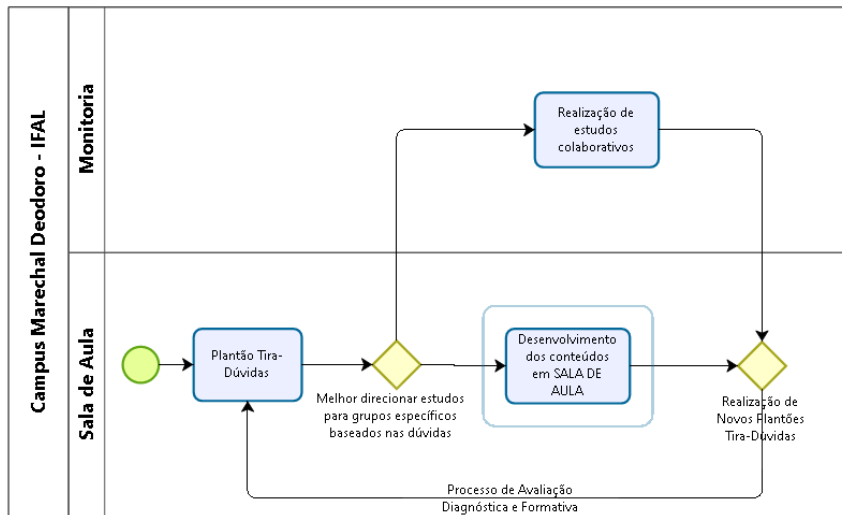 Campus Marechal Deodoro - IFAL
Monitoria
Realização de
estudos
colaborativos
Sala de Aula
Plantão Tira-
Dúvidas
Melhor direcionar estudos
para grupos específicos
baseados nas dúvidas
Desenvolvimento
dos conteúdos
em SALA DE
AULA
Realização de
Novos Plantões
Tira-Dúvidas
Processo de Avaliação
Diagnóstica e Formativa